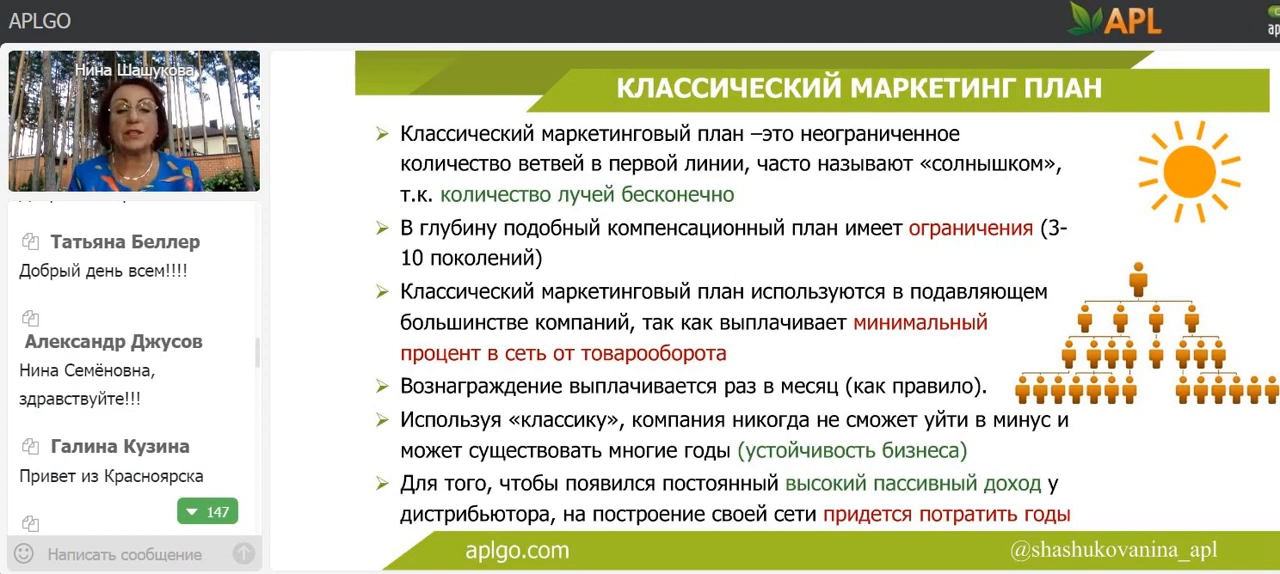 APLGO
APL
Нина Шашукова
Татьяна Беллер
Добрый день всем!!!!
Александр Джусов
Нина Семёновна,
здравствуйте!!!
Галина Кузина
Привет из Красноярска
147
Написать сообщение
КЛАССИЧЕСКИЙ МАРКЕТИНГ ПЛАН
Классический маркетинговый план –это неограниченное
количество ветвей в первой линии, часто называют «солнышком»,
т.к. количество лучей бесконечно
В глубину подобный компенсационный план имеет ограничения (3-
10 поколений)
Классический маркетинговый план используются в подавляющем
большинстве компаний, так как выплачивает минимальный
процент в сеть от товарооборота
Вознаграждение выплачивается раз в месяц (как правило).
Используя «классику», компания никогда не сможет уйти в минус и
может существовать многие годы (устойчивость бизнеса)
Для того, чтобы появился постоянный высокий пассивный доход у
дистрибьютора, на построение своей сети придется потратить годы
aplgo.com
@shashukovanina_apl